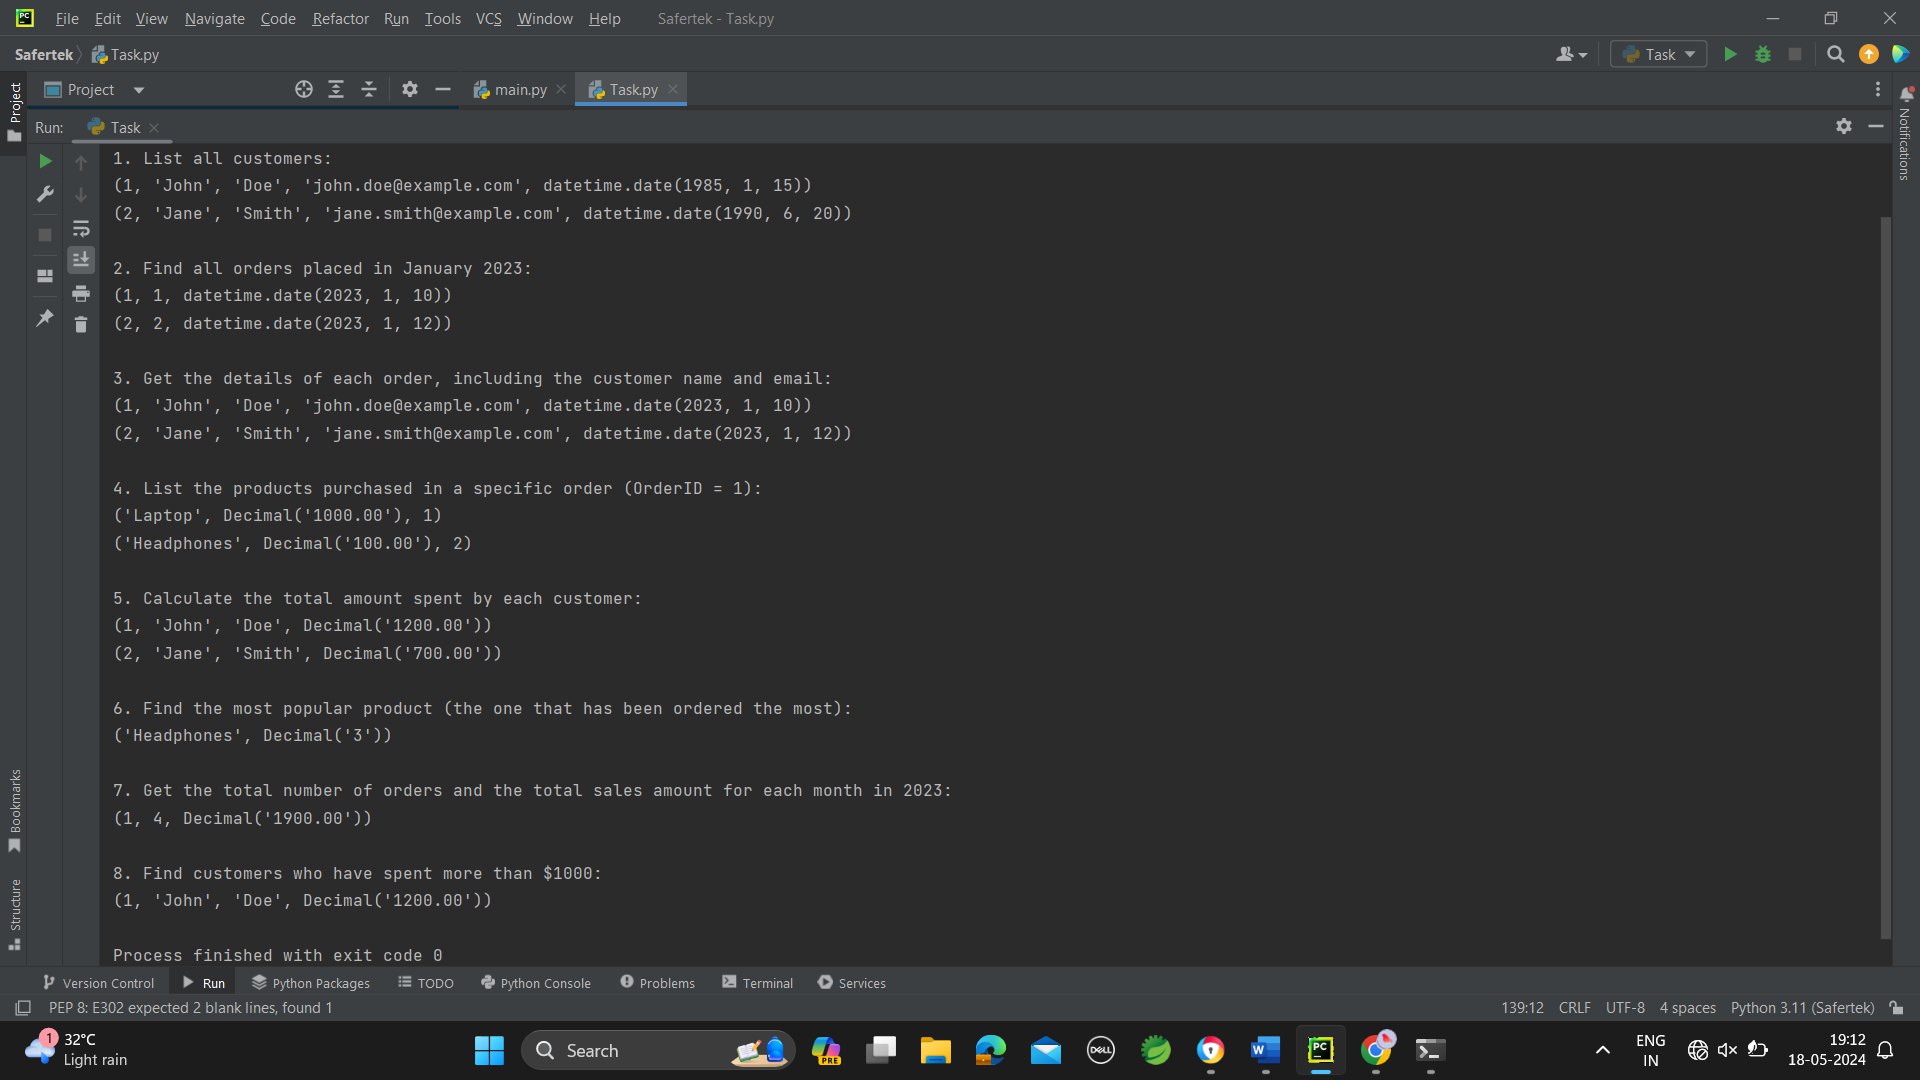 PC File Edit View Navigate Code Refactor Run Tools VCS Window Help Safertek - Task.py
Safertek Task.py Task
Project main.py Task.py
Run: Task
1. List all customers:
(1, 'John', 'Doe', 'john.doe@example.com', datetime.date(1985, 1, 15))
(2, 'Jane', 'Smith', 'jane.smith@example.com', datetime.date(1990, 6, 20))
2. Find all orders placed in January 2023:
(1, 1, datetime.date(2023, 1, 10))
(2, 2, datetime.date(2023, 1, 12))
3. Get the details of each order, including the customer name and email:
(1, 'John', 'Doe', 'john.doe@example.com', datetime.date(2023, 1, 10))
(2, 'Jane', 'Smith', 'jane.smith@example.com', datetime.date(2023, 1, 12))
4. List the products purchased in a specific order (OrderID = 1):
('Laptop', Decimal('1000.00'), 1)
('Headphones', Decimal('100.00'), 2)
5. Calculate the total amount spent by each customer:
(1, 'John', 'Doe', Decimal('1200.00'))
(2, 'Jane', 'Smith', Decimal('700.00'))
6. Find the most popular product (the one that has been ordered the most):
('Headphones', Decimal('3'))
7. Get the total number of orders and the total sales amount for each month in 2023:
(1, 4, Decimal('1900.00'))
8. Find customers who have spent more than $1000:
(1, 'John', 'Doe', Decimal('1200.00'))
Process finished with exit code 0
Project
Bookmarks
Structure
Notifications
Version Control Run Python Packages TODO Python Console Problems Terminal Services
PEP 8: E302 expected 2 blank lines, found 1 139:12 CRLF UTF-8 4 spaces Python 3.11 (Safertek)
1 32°C
Light rain
Search
PRE
DELL
W
PC
ENG
IN
19:12
18-05-2024